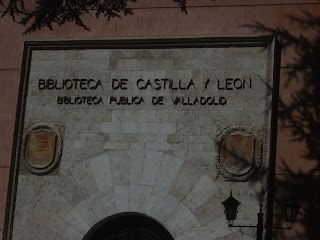 BIBLIOTECA DE CASTILLA Y LEON
BIBLIOTECA PUBLICA DE VALLADOLID